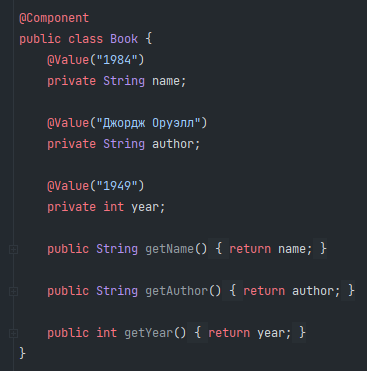 @Component
public class Book {
@Value("1984")
private String name;
@Value("Джордж Оруэлл")
private String author;
@Value("1949")
private int year;
public String getName() { return name; }
public String getAuthor() { return author; }
public int getYear() { return year; }
}